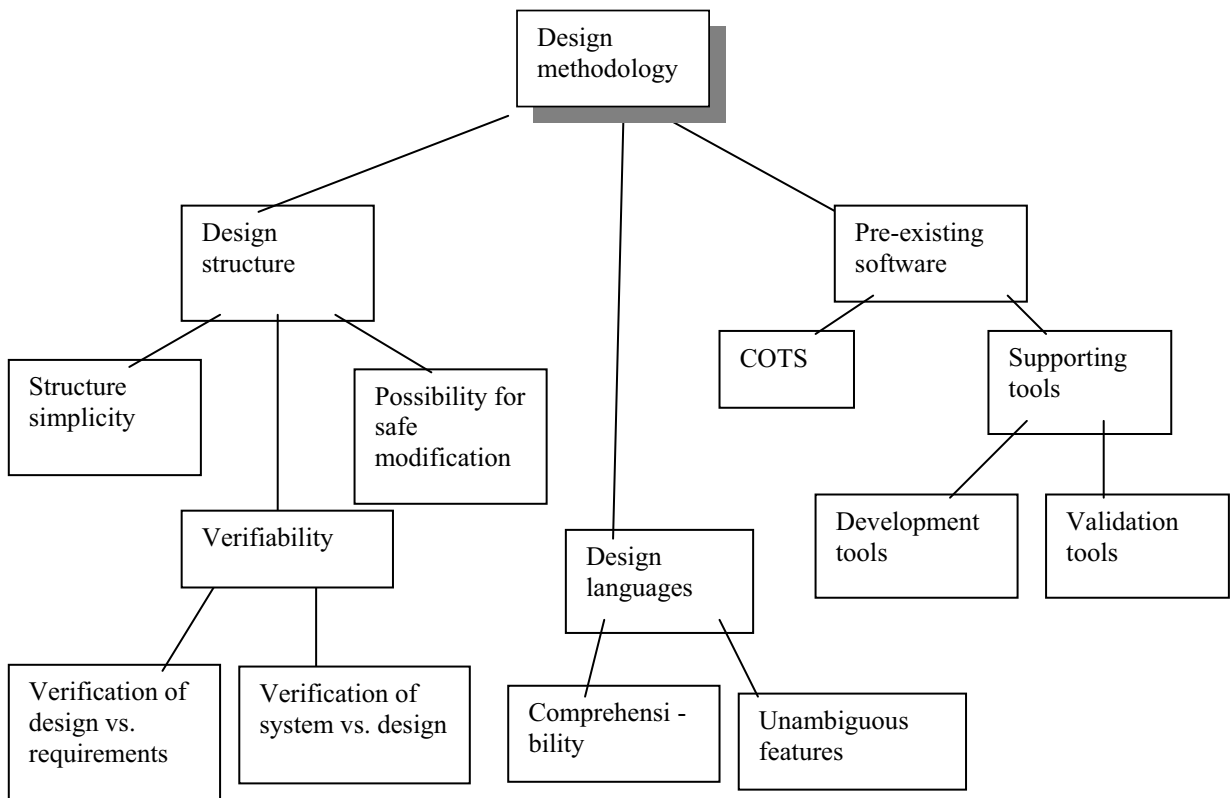 Design
methodology
Design
structure
Pre-existing
software
COTS
Supporting
tools
Structure
simplicity
Possibility for
safe
modification
Development
tools
Validation
tools
Verifiability
Design
languages
Verification of
design vs.
requirements
Verification of
system vs. design
Comprehensi -
bility
Unambiguous
features